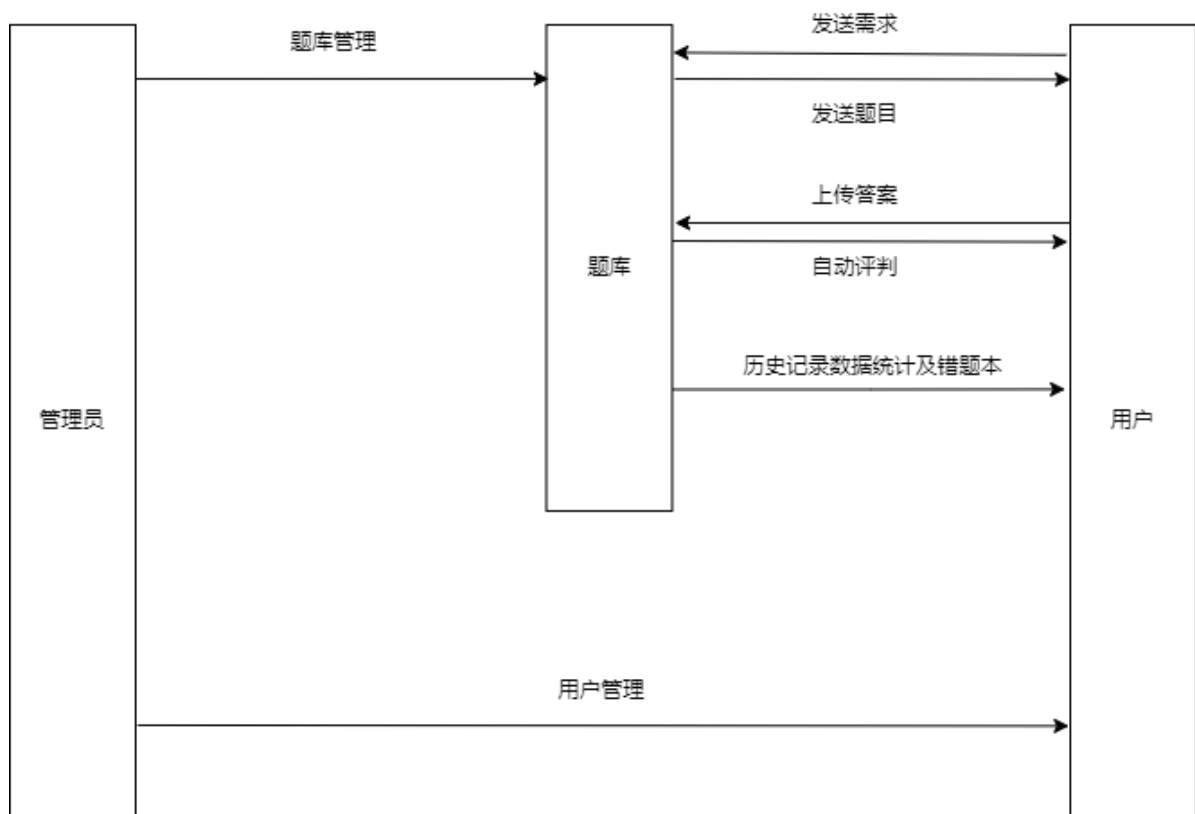 发送需求
题库管理
发送题目
上传答案
题库
自动评判
历史记录数据统计及错题本
管理员
用户
用户管理